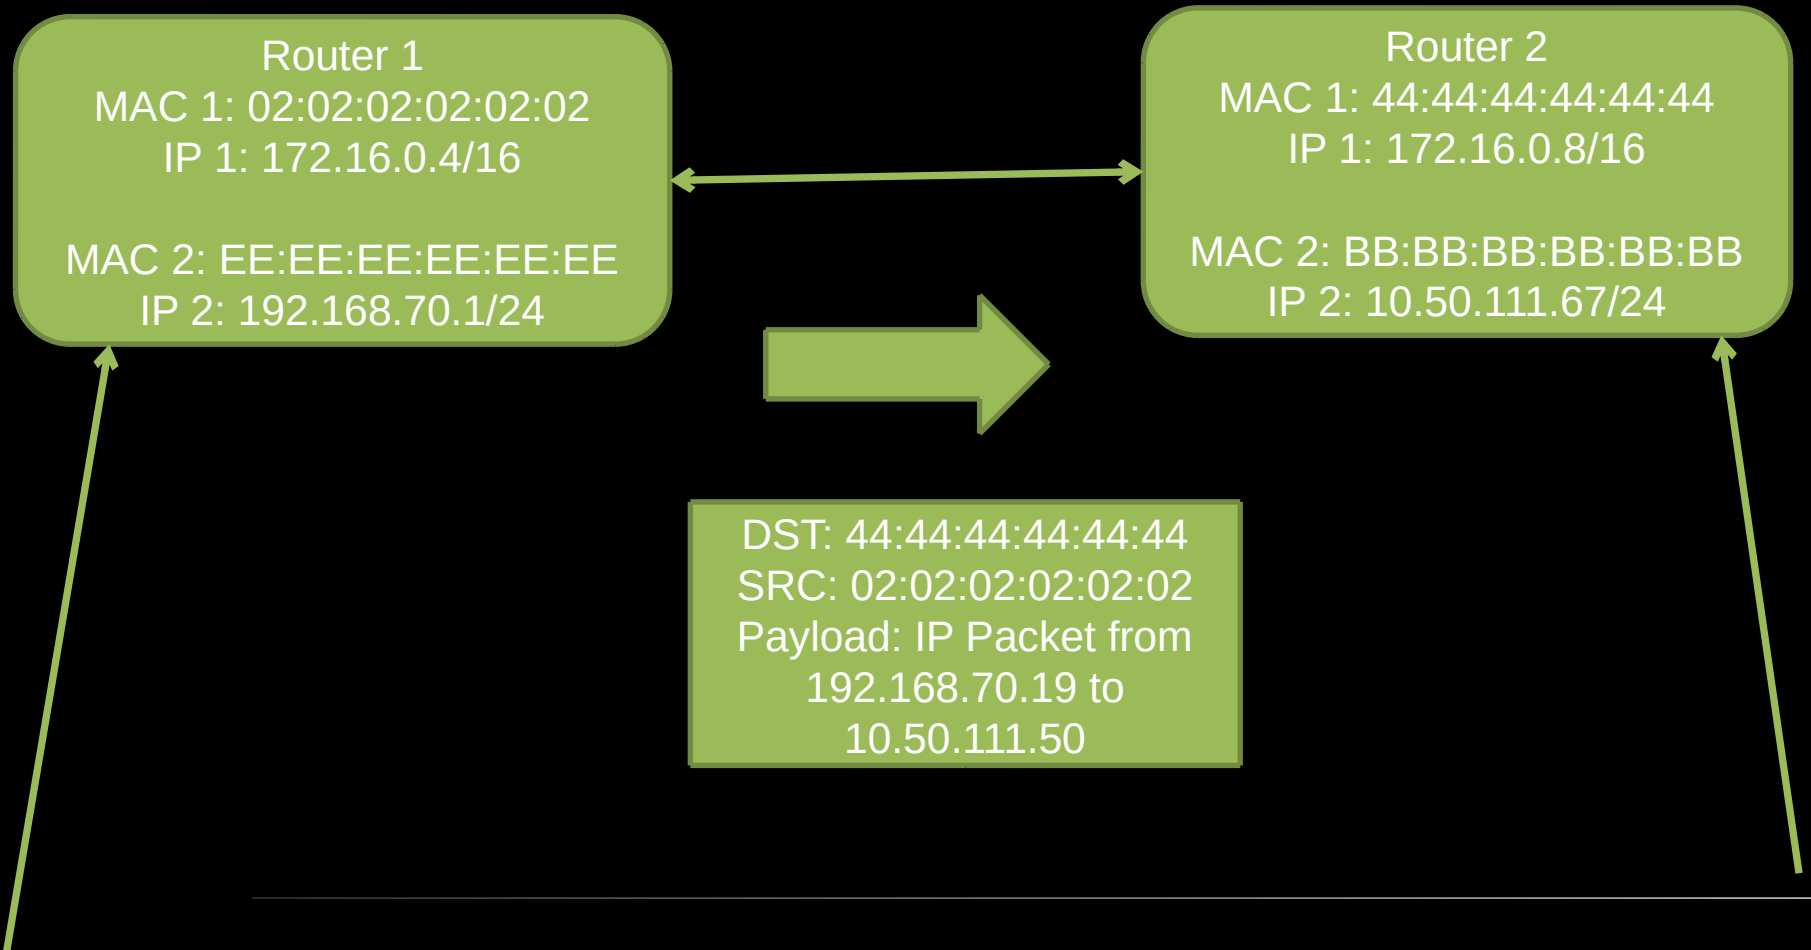 Router 1
MAC 1: 02:02:02:02:02:02
IP 1: 172.16.0.4/16
MAC 2: EE:EE:EE:EE:EE:EE
IP 2: 192.168.70.1/24
Router 2
MAC 1: 44:44:44:44:44:44
IP 1: 172.16.0.8/16
MAC 2: BB:BB:BB:BB:BB:BB
IP 2: 10.50.111.67/24
DST: 44:44:44:44:44:44
SRC: 02:02:02:02:02:02
Payload: IP Packet from
192.168.70.19 to
10.50.111.50